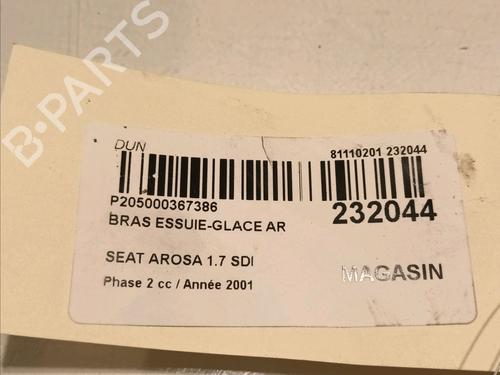 B-PARTS
DUN
81110201 232044
P205000367386
BRAS ESSUIE-GLACE AR
232044
SEAT AROSA 1.7 SDI
MAGASIN
Phase 2 cc / Année 2001